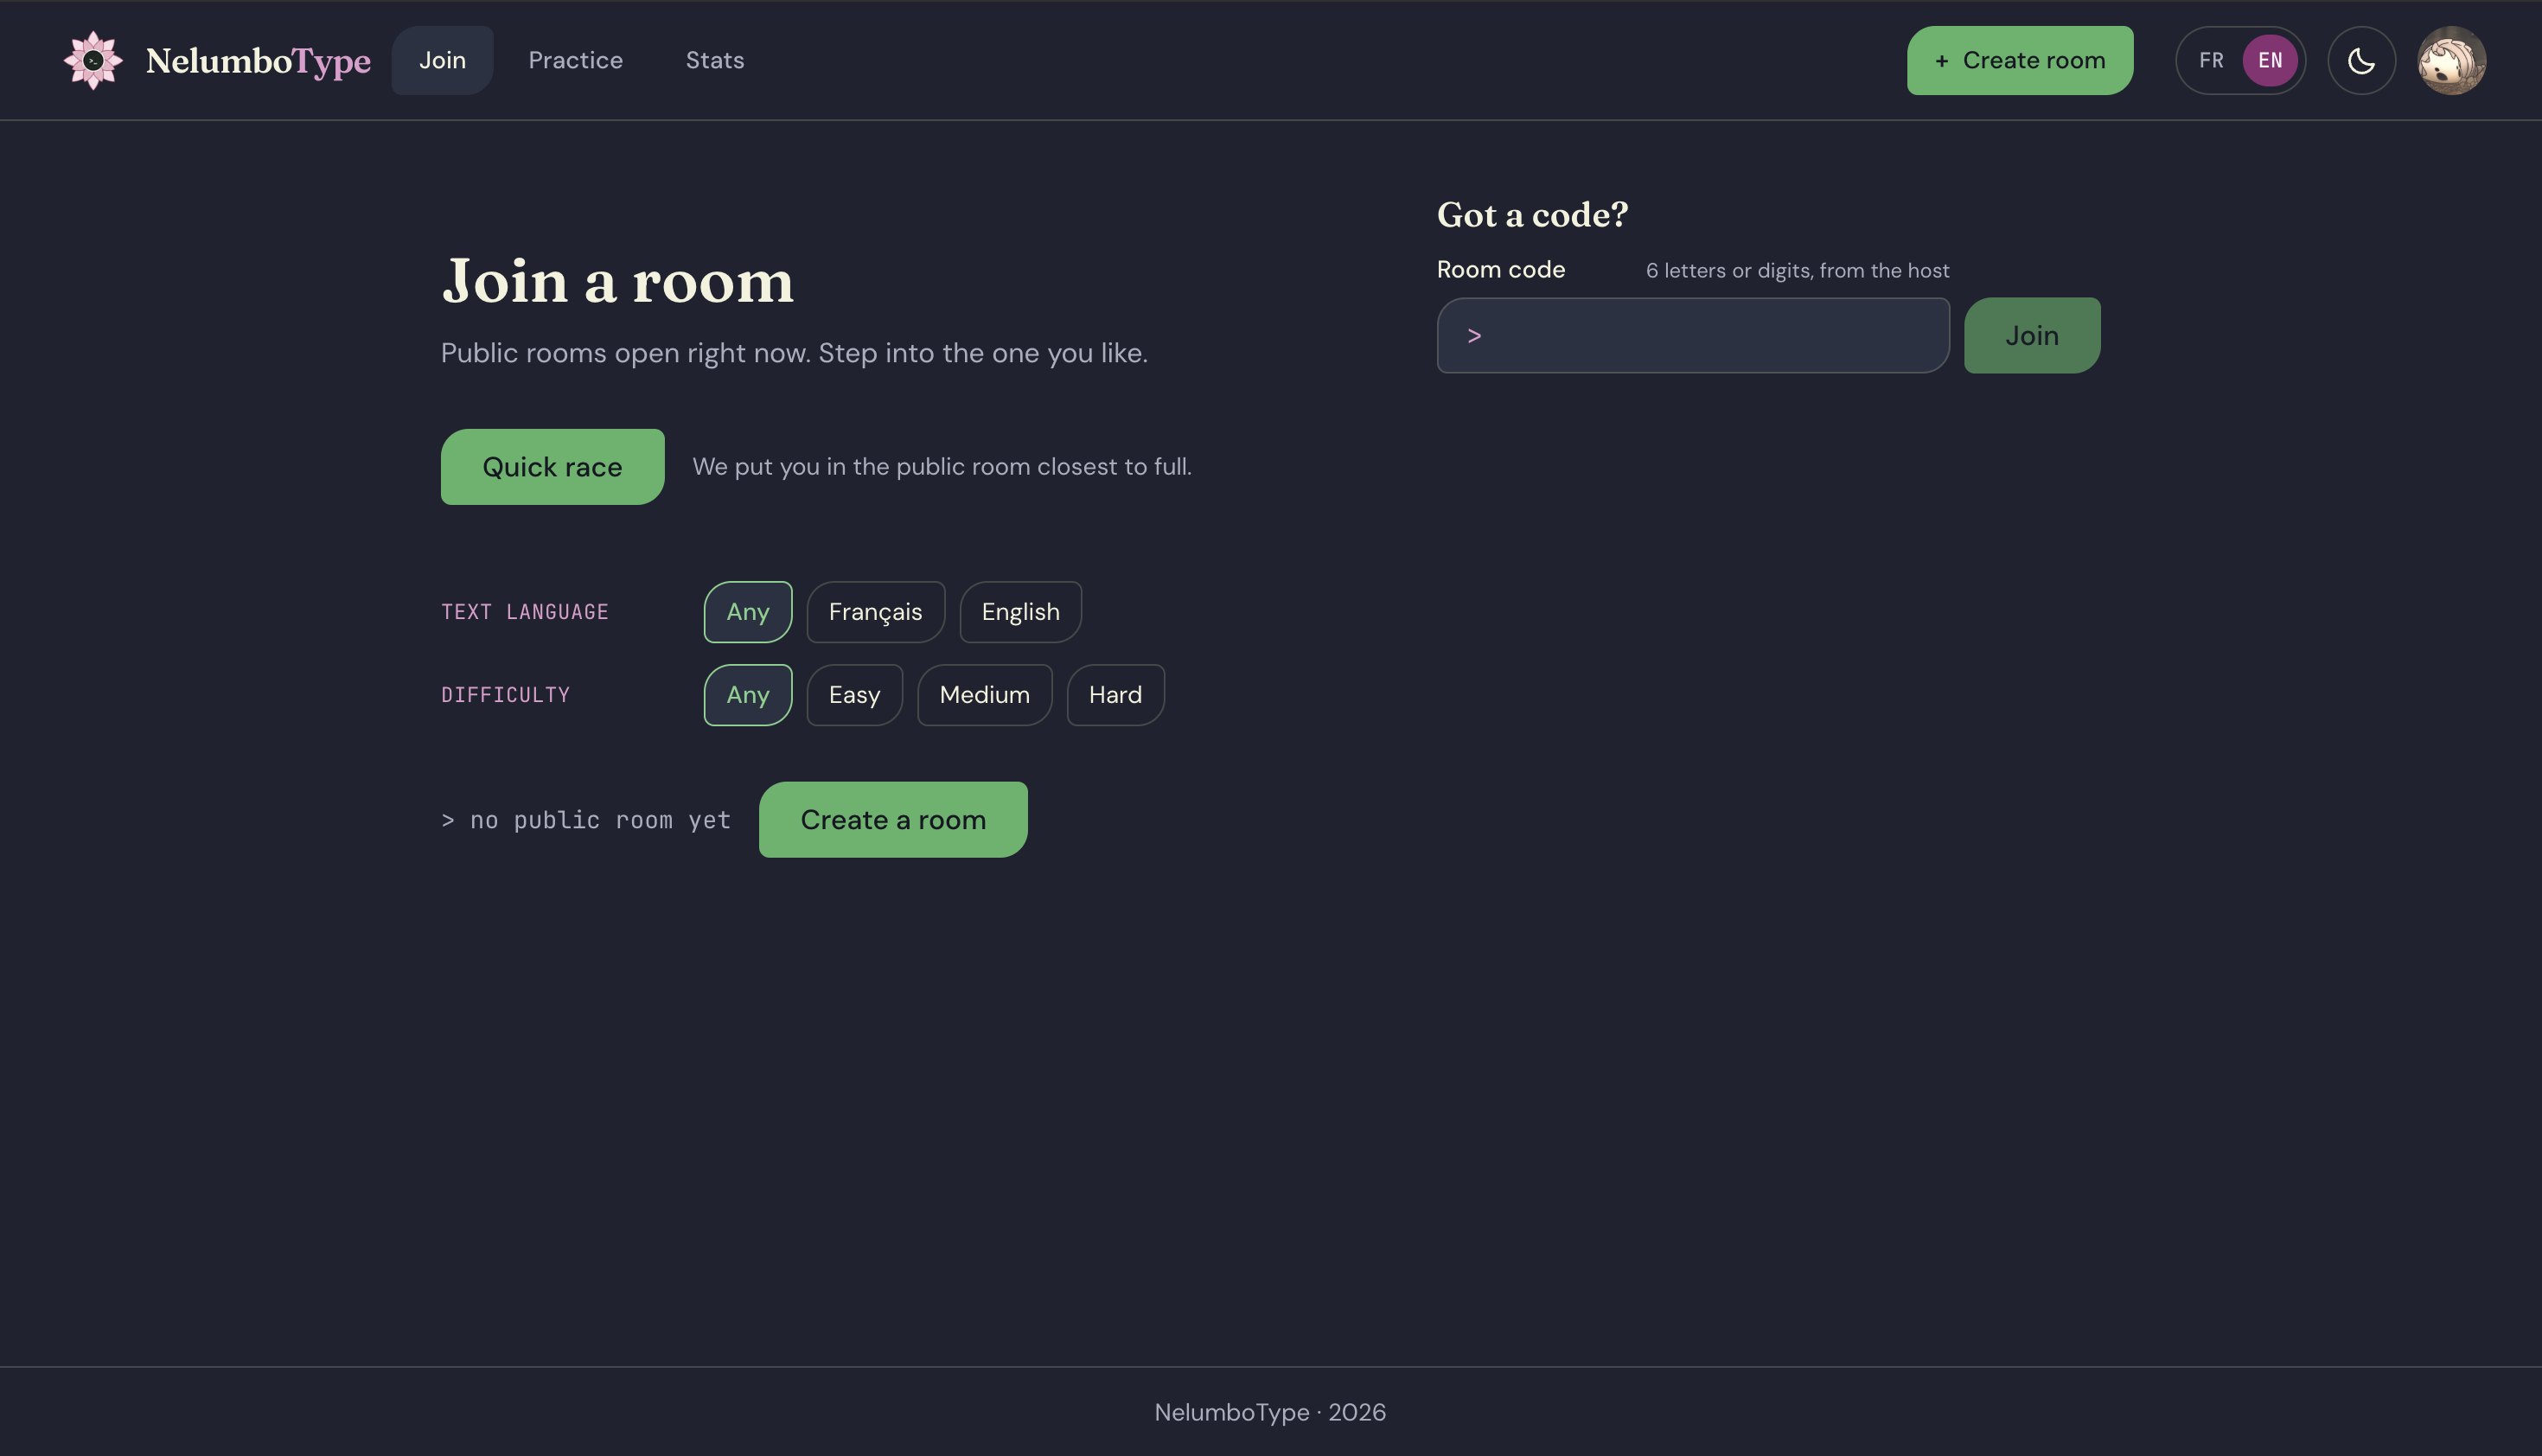 NelumboType Join Practice Stats + Create room FR EN
Join a room
Public rooms open right now. Step into the one you like.
Quick race We put you in the public room closest to full.
TEXT LANGUAGE Any Français English
DIFFICULTY Any Easy Medium Hard
> no public room yet Create a room
Got a code?
Room code 6 letters or digits, from the host
> Join
NelumboType · 2026